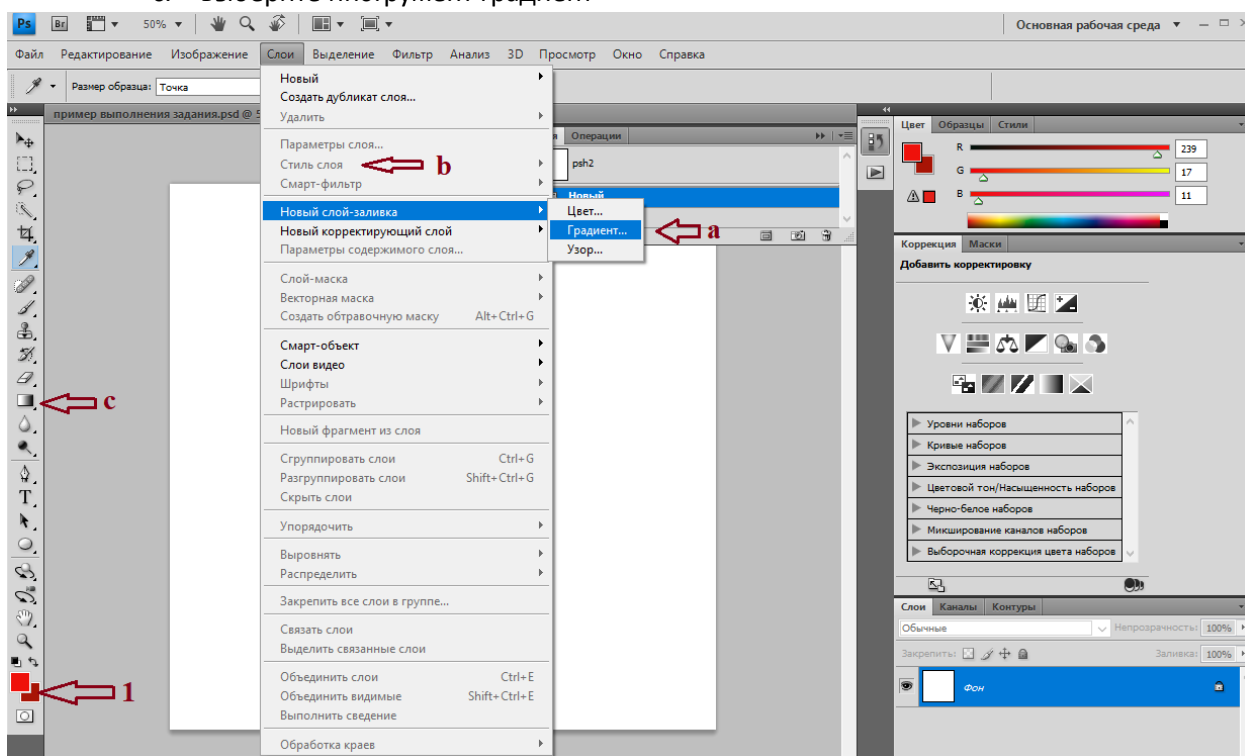 c. выберите инструмент градиент
Ps Br 50% Основная рабочая среда
Файл Редактирование Изображение Слои Выделение Фильтр Анализ 3D Просмотр Окно Справка
Размер образца: Точка
пример выполнения задания.psd @ 5
Новый
Создать дубликат слоя...
Удалить
Параметры слоя...
Стиль слоя
b
Смарт-фильтр
Новый слой-заливка
Новый корректирующий слой
Параметры содержимого слоя...
Слой-маска
Векторная маска
Создать обтравочную маску Alt+Ctrl+G
Смарт-объект
Слои видео
Шрифты
Растрировать
Новый фрагмент из слоя
Сгруппировать слои Ctrl+G
Разгруппировать слои Shift+Ctrl+G
Скрыть слои
Упорядочить
Выровнять
Распределить
Закрепить все слои в группе...
Связать слои
Выделить связанные слои
Объединить слои Ctrl+E
Объединить видимые Shift+Ctrl+E
Выполнить сведение
Обработка краев
Цвет...
Градиент...
a
Узор...
c
1
T
я Операции
psh2
Новый
Цвет Образцы Стили
R 239
G 17
B 11
Коррекция Маски
Добавить корректировку
Уровни наборов
Кривые наборов
Экспозиция наборов
Цветовой тон/Насыщенность наборов
Черно-белое наборов
Микширование каналов наборов
Выборочная коррекция цвета наборов
Слои Каналы Контуры
Обычные Непрозрачность: 100%
Закрепить: Заливка: 100%
Фон